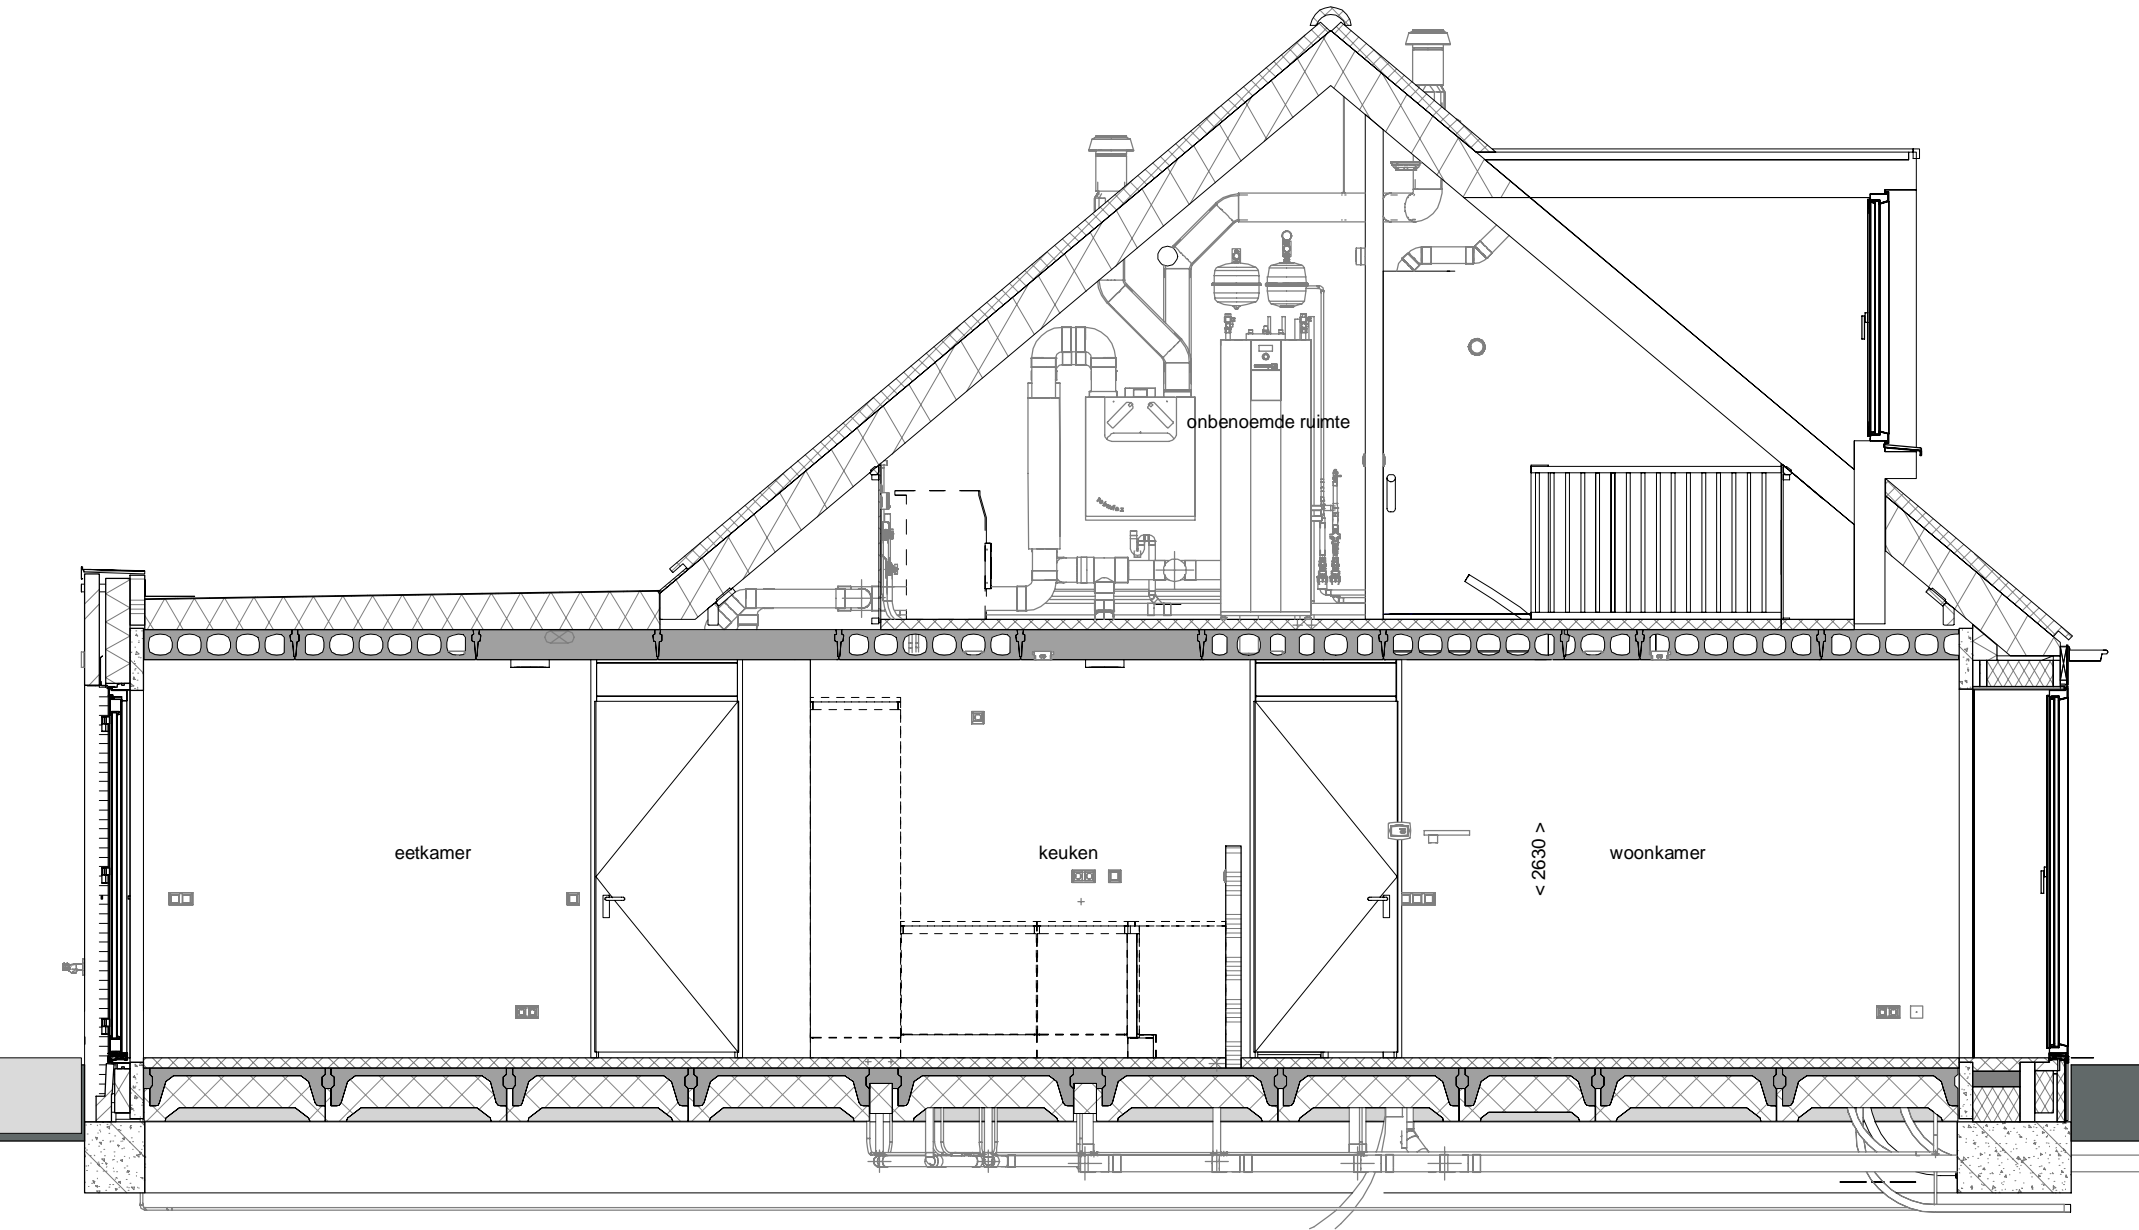 onbenoemde ruimte
eetkamer
keuken
< 2630 >
woonkamer